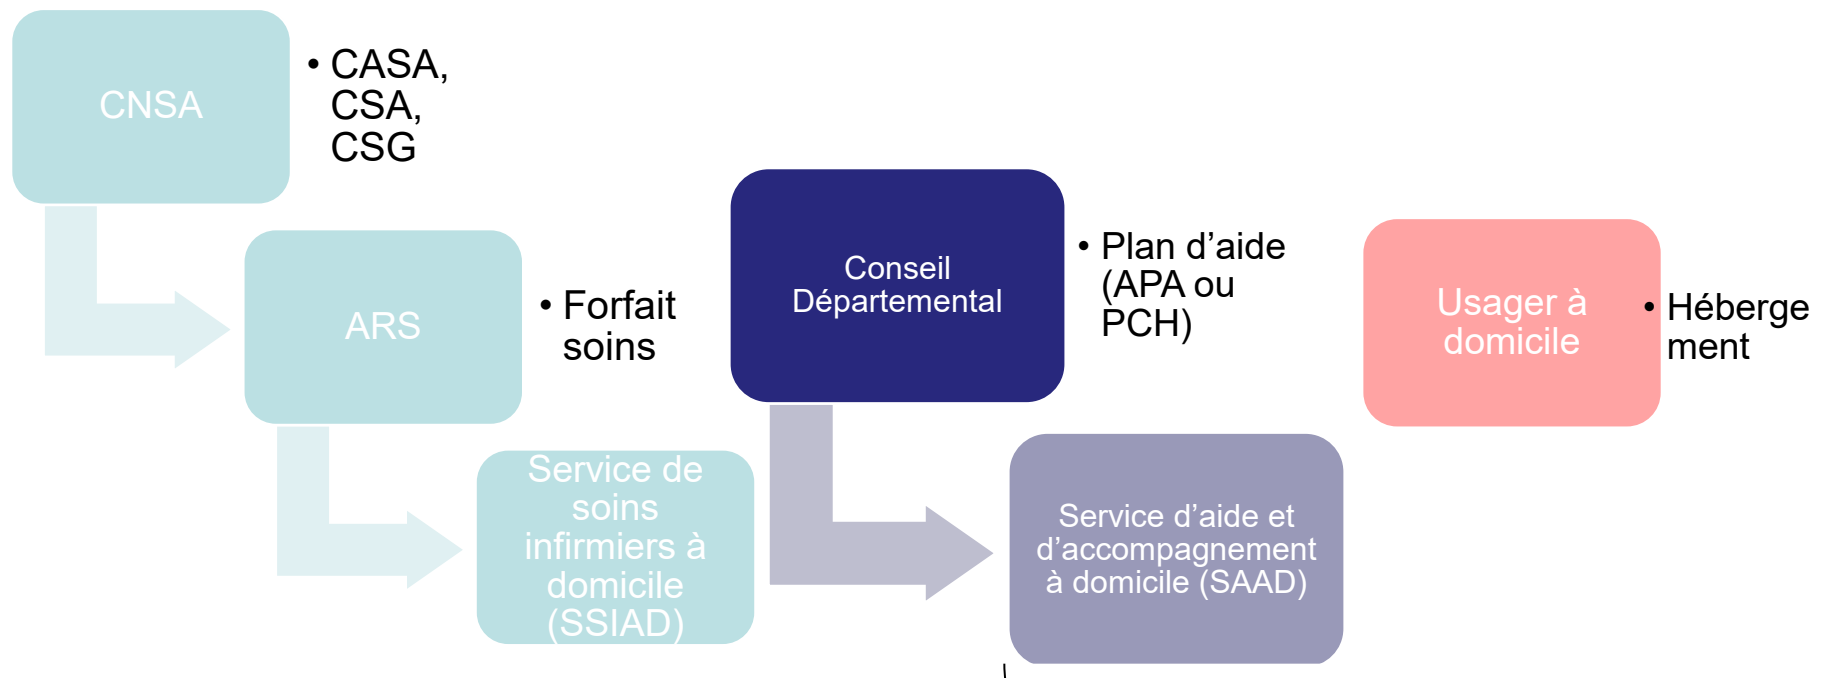 CNSA
• CASA,
CSA,
CSG
ARS
• Forfait
soins
Service de
soins
infirmiers à
domicile
(SSIAD)
Conseil
Départemental
• Plan d’aide
(APA ou
PCH)
Service d’aide et
d’accompagnement
à domicile (SAAD)
Usager à
domicile
• Héberge
ment